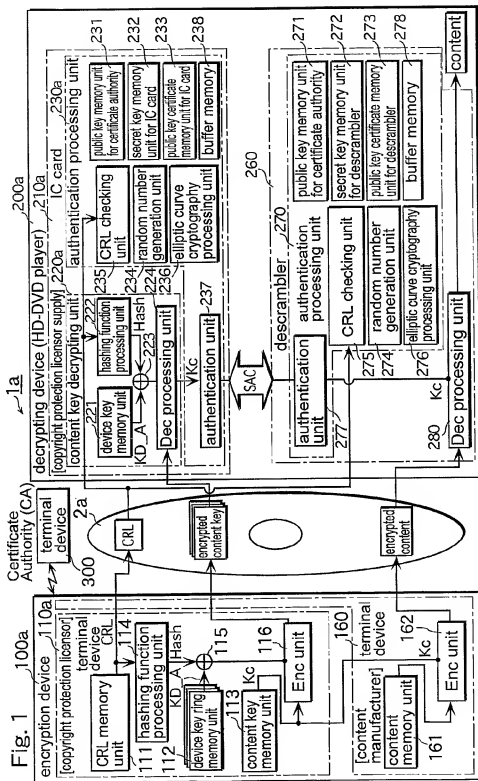 Fig. 1
1a
100a
encryption device
110a
[copyright protection licensor]
terminal device
CRL memory unit
111
CRL
114
hashing function processing unit
Hash
KD_A
115
device key ring memory unit
112
content key memory unit
113
Kc
116
Enc unit
160
terminal device
[content manufacturer]
content memory unit
161
Kc
162
Enc unit
Certificate Authority (CA)
terminal device
300
2a
CRL
encrypted content key
encrypted content
200a
decrypting device (HD-DVD player)
210a
IC card
[copyright protection licensor supply]
220a
content key decrypting unit
221
device key memory unit
222
hashing function processing unit
Hash
KD_A
223
224
Dec processing unit
Kc
230a
authentication processing unit
231
public key memory unit for certificate authority
232
secret key memory unit for IC card
233
public key certificate memory unit for IC card
238
buffer memory
235
CRL checking unit
234
random number generation unit
236
elliptic curve cryptography processing unit
237
authentication unit
SAC
260
descrambler
270
authentication processing unit
271
public key memory unit for certificate authority
272
secret key memory unit for descrambler
273
public key certificate memory unit for descrambler
278
buffer memory
authentication unit
277
CRL checking unit
275
random number generation unit
274
elliptic curve cryptography processing unit
276
Kc
280
Dec processing unit
content